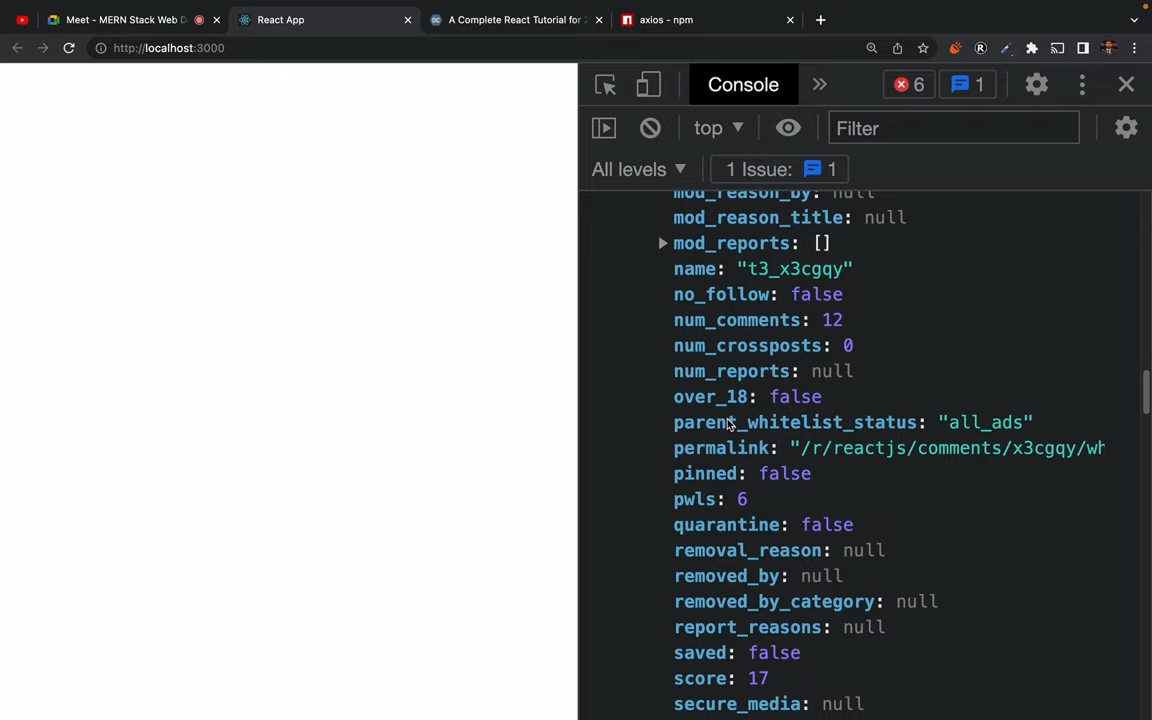 Meet - MERN Stack Web D
React App
A Complete React Tutorial for 2
axios - npm
http://localhost:3000
Console
6
1
top
Filter
All levels
1 Issue:
1
mod_reason_by: null
mod_reason_title: null
mod_reports: []
name: "t3_x3cgqy"
no_follow: false
num_comments: 12
num_crossposts: 0
num_reports: null
over_18: false
parent_whitelist_status: "all_ads"
permalink: "/r/reactjs/comments/x3cgqy/wh
pinned: false
pwls: 6
quarantine: false
removal_reason: null
removed_by: null
removed_by_category: null
report_reasons: null
saved: false
score: 17
secure_media: null